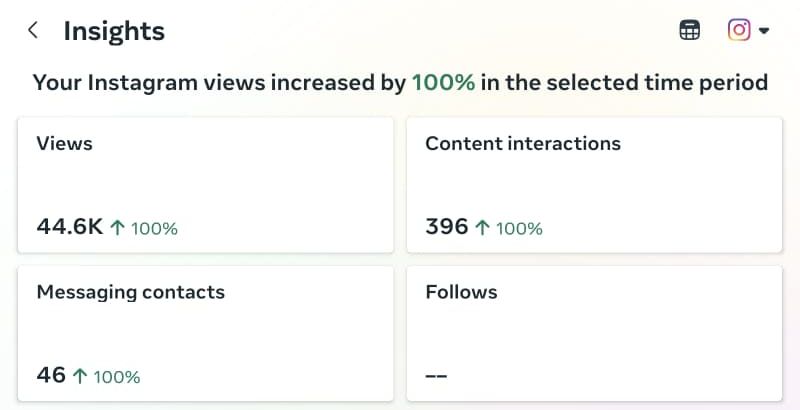 Insights
Your Instagram views increased by 100% in the selected time period
Views
44.6K ↑ 100%
Content interactions
396 ↑ 100%
Messaging contacts
46 ↑ 100%
Follows
--